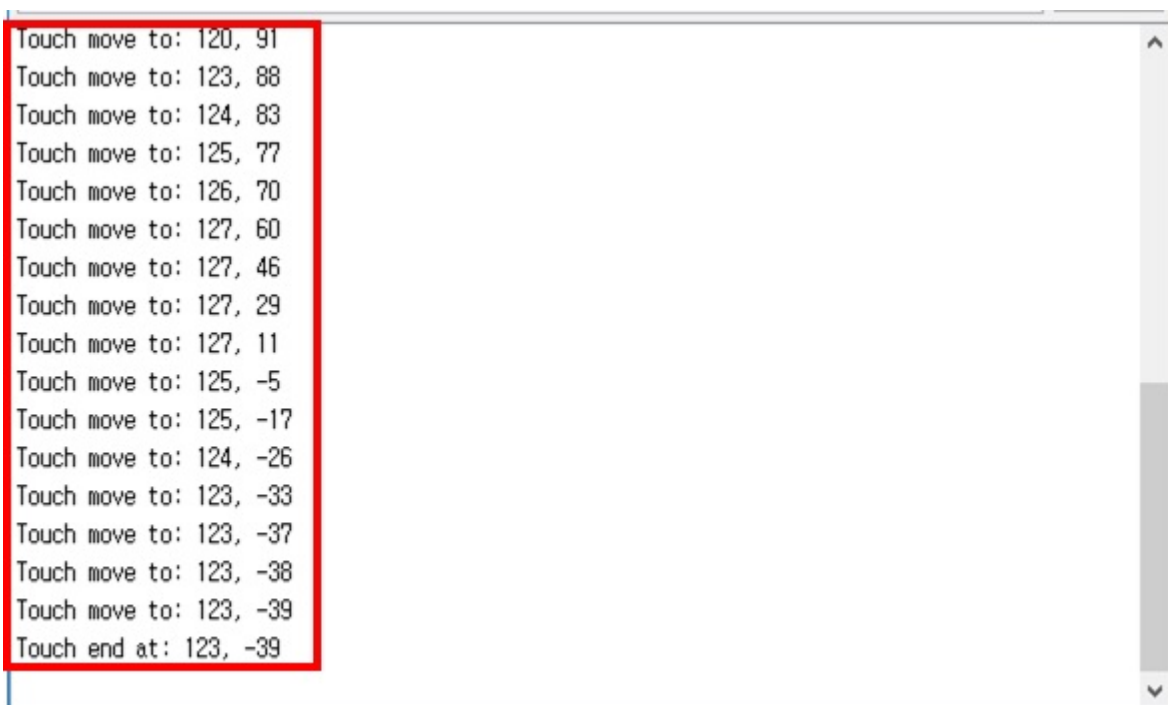 Touch move to: 120, 91
Touch move to: 123, 88
Touch move to: 124, 83
Touch move to: 125, 77
Touch move to: 126, 70
Touch move to: 127, 60
Touch move to: 127, 46
Touch move to: 127, 29
Touch move to: 127, 11
Touch move to: 125, -5
Touch move to: 125, -17
Touch move to: 124, -26
Touch move to: 123, -33
Touch move to: 123, -37
Touch move to: 123, -38
Touch move to: 123, -39
Touch end at: 123, -39